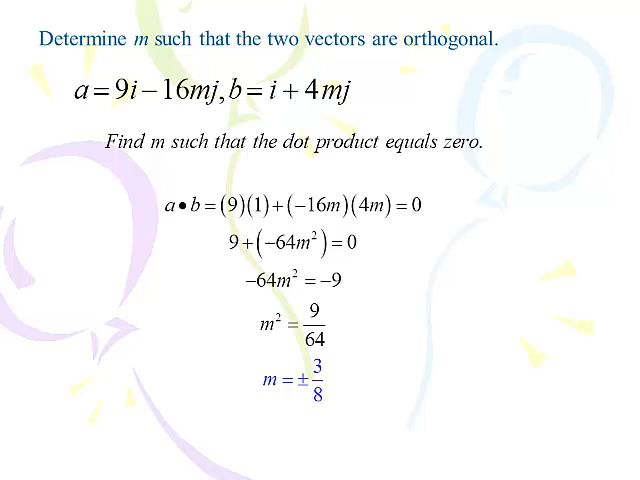 Determine m such that the two vectors are orthogonal.
a = 9i − 16mj, b = i + 4mj
Find m such that the dot product equals zero.
a • b = (9)(1) + (−16m)(4m) = 0
9 + (−64m²) = 0
−64m² = −9
m² = 9/64
m = ± 3/8